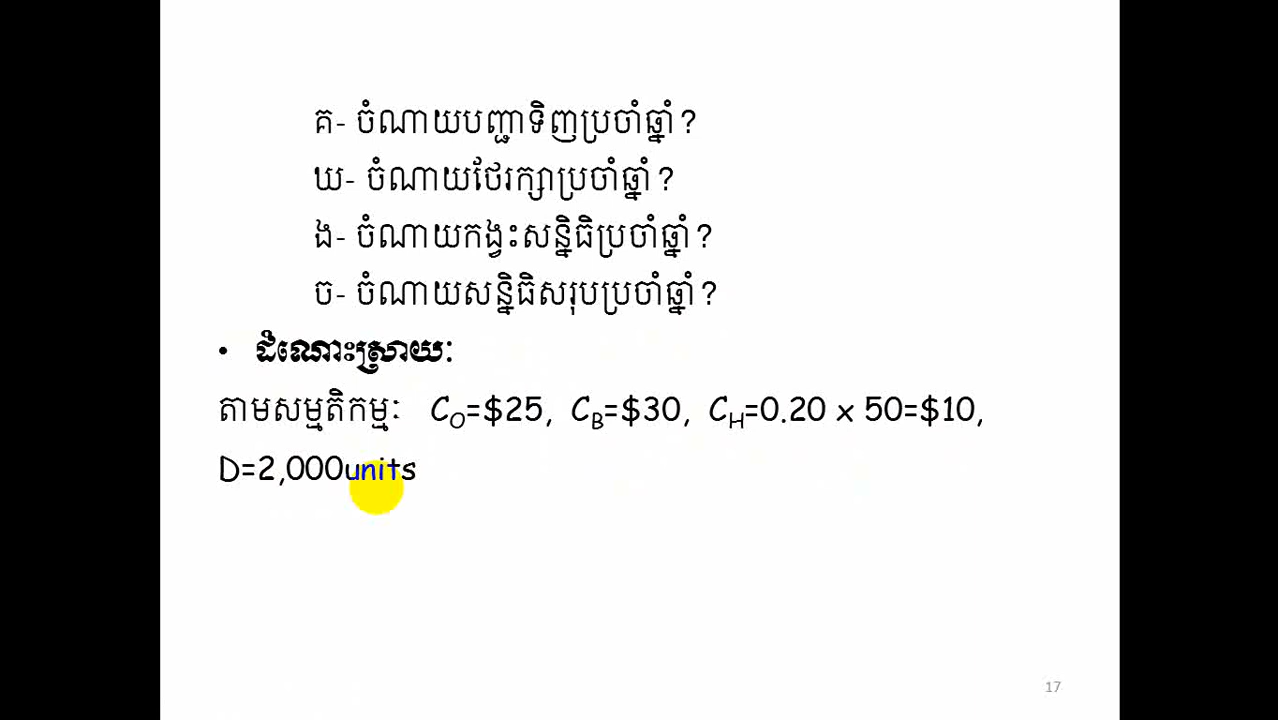 គ- ចំណាយបញ្ជាទិញប្រចាំឆ្នាំ?
ឃ- ចំណាយថែរក្សាប្រចាំឆ្នាំ?
ង- ចំណាយកង្វះសន្និធិប្រចាំឆ្នាំ?
ច- ចំណាយសន្និធិសរុបប្រចាំឆ្នាំ?
• ដំណោះស្រាយៈ
តាមសម្មតិកម្មៈ C_O=$25, C_B=$30, C_H=0.20 x 50=$10,
D=2,000units
17